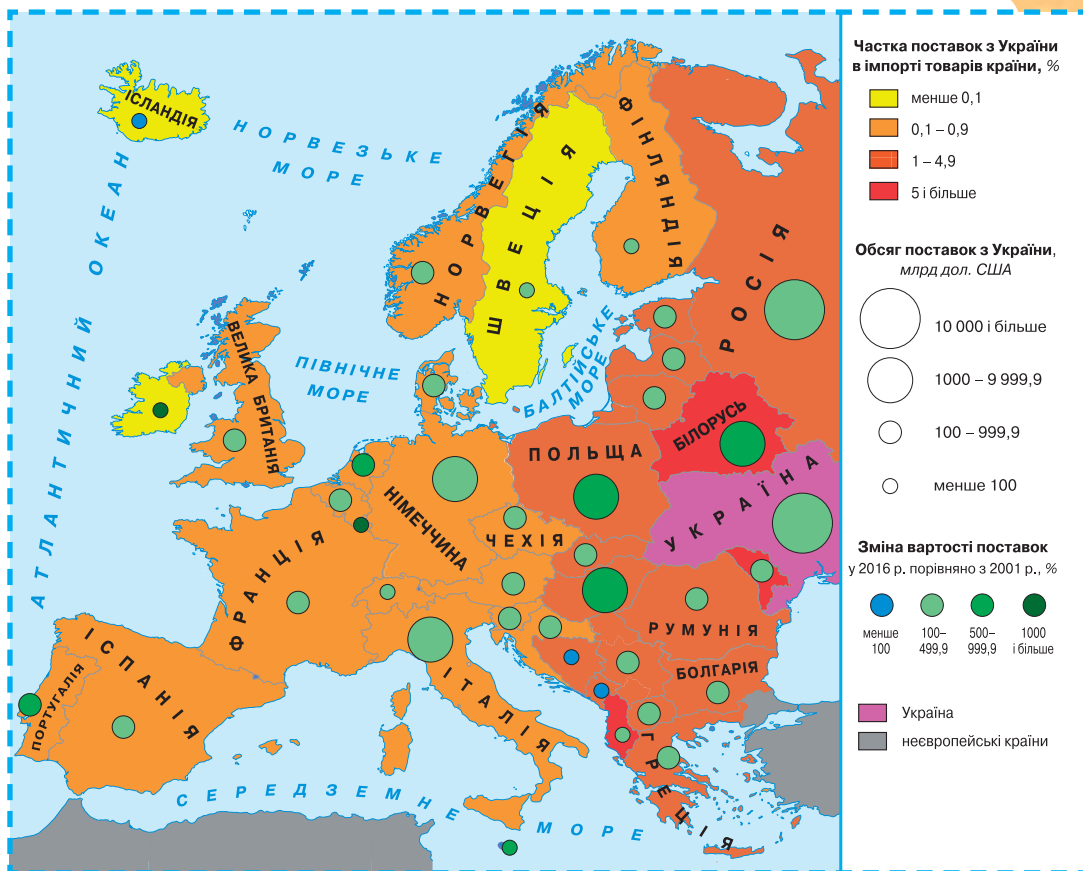 ІСЛАНДІЯ
НОРВЕЗЬКЕ
МОРЕ
АТЛАНТИЧНИЙ ОКЕАН
НОРВЕГІЯ
ШВЕЦІЯ
ФІНЛЯНДІЯ
РОСІЯ
ВЕЛИКА БРИТАНІЯ
ПІВНІЧНЕ
МОРЕ
БАЛТІЙСЬКЕ
МОРЕ
БІЛОРУСЬ
ПОЛЬЩА
УКРАЇНА
НІМЕЧЧИНА
ЧЕХІЯ
ФРАНЦІЯ
РУМУНІЯ
БОЛГАРІЯ
ІСПАНІЯ
ПОРТУГАЛІЯ
ІТАЛІЯ
ГРЕЦІЯ
СЕРЕДЗЕМНЕ МОРЕ
Частка поставок з України
в імпорті товарів країни, %
менше 0,1
0,1 – 0,9
1 – 4,9
5 і більше
Обсяг поставок з України,
млрд дол. США
10 000 і більше
1000 – 9 999,9
100 – 999,9
менше 100
Зміна вартості поставок
у 2016 р. порівняно з 2001 р., %
менше 100
100– 499,9
500– 999,9
1000 і більше
Україна
неєвропейські країни